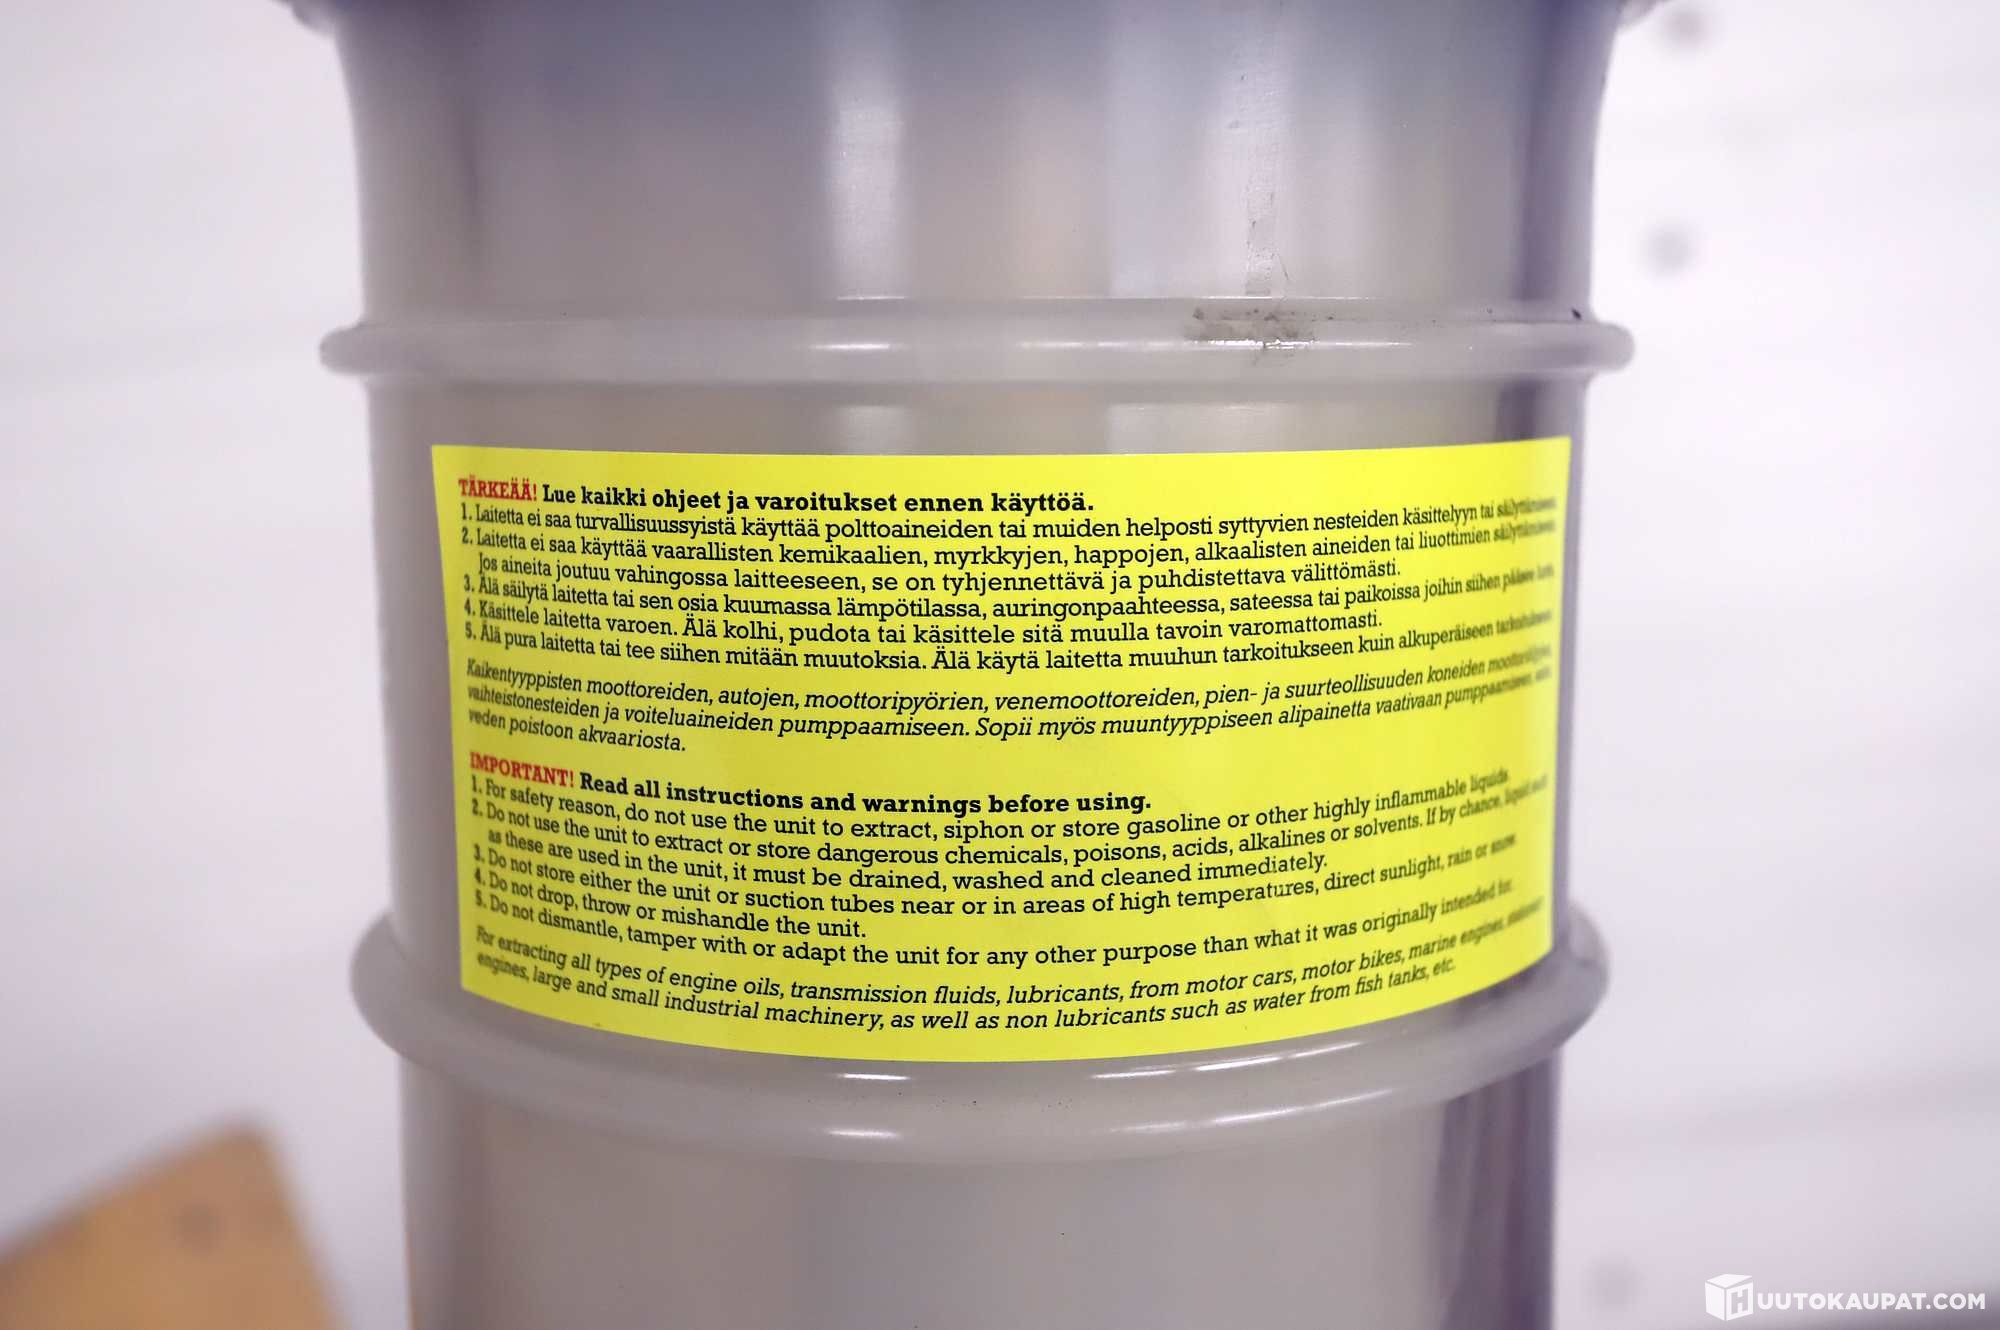 TÄRKEÄÄ! Lue kaikki ohjeet ja varoitukset ennen käyttöä.
1. Laitetta ei saa turvallisuussyistä käyttää polttoaineiden tai muiden helposti syttyvien nesteiden käsittelyyn tai
2. Laitetta ei saa käyttää vaarallisten kemikaalien, myrkkyjen, happojen, alkaalisten aineiden tai liuottimien
Jos aineita joutuu vahingossa laitteeseen, se on tyhjennettävä ja puhdistettava välittömästi.
3. Älä säilytä laitetta tai sen osia kuumassa lämpötilassa, auringonpaahteessa, sateessa tai paikoissa joihin siihen pääsee
4. Käsittele laitetta varoen. Älä kolhi, pudota tai käsittele sitä muulla tavoin varomattomasti.
5. Älä pura laitetta tai tee siihen mitään muutoksia. Älä käytä laitetta muuhun tarkoitukseen kuin alkuperäiseen
Kaikentyyppisten moottoreiden, autojen, moottoripyörien, venemoottoreiden, pien- ja suurteollisuuden koneiden
vaihteistonesteiden ja voiteluaineiden pumppaamiseen. Sopii myös muuntyyppiseen alipainetta vaativaan pumppaamiseen,
veden poistoon akvaariosta.
IMPORTANT! Read all instructions and warnings before using.
1. For safety reason, do not use the unit to extract, siphon or store gasoline or other highly inflammable liquids.
2. Do not use the unit to extract or store dangerous chemicals, poisons, acids, alkalines or solvents. If by chance, liquid
as these are used in the unit, it must be drained, washed and cleaned immediately.
3. Do not store either the unit or suction tubes near or in areas of high temperatures, direct sunlight, rain or snow.
4. Do not drop, throw or mishandle the unit.
5. Do not dismantle, tamper with or adapt the unit for any other purpose than what it was originally intended for.
For extracting all types of engine oils, transmission fluids, lubricants, from motor cars, motor bikes, marine engines,
engines, large and small industrial machinery, as well as non lubricants such as water from fish tanks, etc.
HUUTOKAUPAT.COM